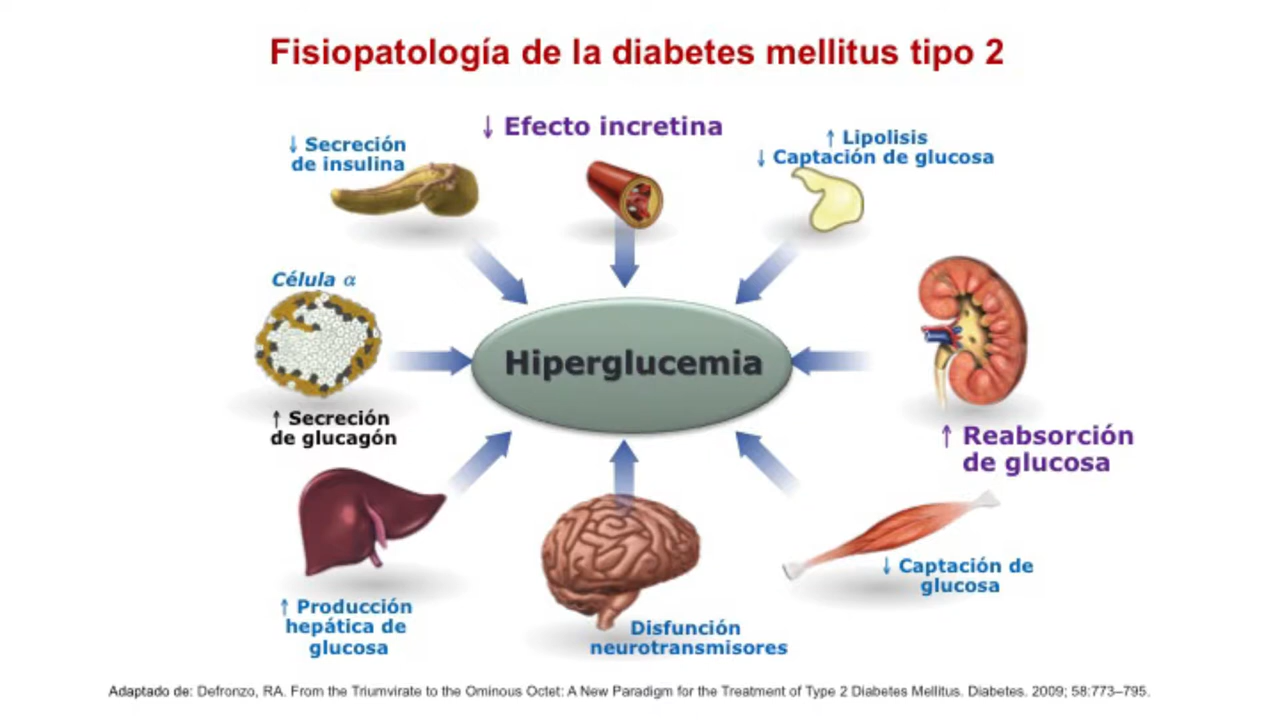 Fisiopatología de la diabetes mellitus tipo 2
↓ Efecto incretina
↓ Secreción
de insulina
↑ Lipolisis
↓ Captación de glucosa
Célula α
Hiperglucemia
↑ Secreción
de glucagón
↑ Reabsorción
de glucosa
↓ Captación de
glucosa
↑ Producción
hepática de
glucosa
Disfunción
neurotransmisores
Adaptado de: Defronzo, RA. From the Triumvirate to the Ominous Octet: A New Paradigm for the Treatment of Type 2 Diabetes Mellitus. Diabetes. 2009; 58:773–795.